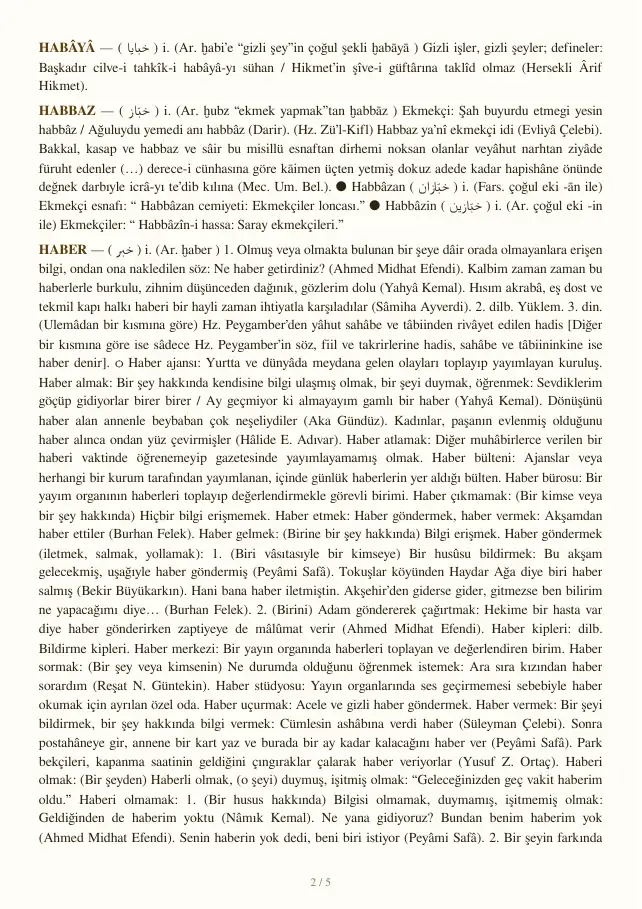 HABÂYÂ — ( خبايا ) i. (Ar. ḫabі’e “gizli şey”in çoğul şekli ḫabāyā ) Gizli işler, gizli şeyler; defineler:
Başkadır cilve-i tahkîk-i habâyâ-yı sühan / Hikmet’in şîve-i güftârına taklîd olmaz (Hersekli Ârif
Hikmet).
HABBAZ — ( خبّاز ) i. (Ar. ḫubz “ekmek yapmak”tan ḫabbāz ) Ekmekçi: Şah buyurdu etmegi yesin
habbâz / Ağuluydu yemedi anı habbâz (Darir). (Hz. Zü’l-Kifl) Habbaz ya’nî ekmekçi idi (Evliyâ Çelebi).
Bakkal, kasap ve habbaz ve sâir bu misillü esnaftan dirhemi noksan olanlar veyâhut narhtan ziyâde
füruht edenler (…) derece-i cünhasına göre kāimen üçten yetmiş dokuz adede kadar hapishâne önünde
değnek darbıyle icrâ-yı te’dib kılına (Mec. Um. Bel.). ● Habbâzan ( خبّازان ) i. (Fars. çoğul eki -ān ile)
Ekmekçi esnafı: “ Habbâzan cemiyeti: Ekmekçiler loncası.” ● Habbâzin ( خبّازين ) i. (Ar. çoğul eki -іn
ile) Ekmekçiler: “ Habbâzîn-i hassa: Saray ekmekçileri.”
HABER — ( خبر ) i. (Ar. ḫaber ) 1. Olmuş veya olmakta bulunan bir şeye dâir orada olmayanlara erişen
bilgi, ondan ona nakledilen söz: Ne haber getirdiniz? (Ahmed Midhat Efendi). Kalbim zaman zaman bu
haberlerle burkulu, zihnim düşünceden dağınık, gözlerim dolu (Yahyâ Kemal). Hısım akrabâ, eş dost ve
tekmil kapı halkı haberi bir hayli zaman ihtiyatla karşıladılar (Sâmiha Ayverdi). 2. dilb. Yüklem. 3. din.
(Ulemâdan bir kısmına göre) Hz. Peygamber’den yâhut sahâbe ve tâbiinden rivâyet edilen hadis [Diğer
bir kısmına göre ise sâdece Hz. Peygamber’in söz, fiil ve takrirlerine hadis, sahâbe ve tâbiininkine ise
haber denir]. ○ Haber ajansı: Yurtta ve dünyâda meydana gelen olayları toplayıp yayımlayan kuruluş.
Haber almak: Bir şey hakkında kendisine bilgi ulaşmış olmak, bir şeyi duymak, öğrenmek: Sevdiklerim
göçüp gidiyorlar birer birer / Ay geçmiyor ki almayayım gamlı bir haber (Yahyâ Kemal). Dönüşünü
haber alan annenle beybaban çok neşeliydiler (Aka Gündüz). Kadınlar, paşanın evlenmiş olduğunu
haber alınca ondan yüz çevirmişler (Hâlide E. Adıvar). Haber atlamak: Diğer muhâbirlerce verilen bir
haberi vaktinde öğrenemeyip gazetesinde yayımlayamamış olmak. Haber bülteni: Ajanslar veya
herhangi bir kurum tarafından yayımlanan, içinde günlük haberlerin yer aldığı bülten. Haber bürosu: Bir
yayım organının haberleri toplayıp değerlendirmekle görevli birimi. Haber çıkmamak: (Bir kimse veya
bir şey hakkında) Hiçbir bilgi erişmemek. Haber etmek: Haber göndermek, haber vermek: Akşamdan
haber ettiler (Burhan Felek). Haber gelmek: (Birine bir şey hakkında) Bilgi erişmek. Haber göndermek
(iletmek, salmak, yollamak): 1. (Biri vâsıtasıyle bir kimseye) Bir husûsu bildirmek: Bu akşam
gelecekmiş, uşağıyle haber göndermiş (Peyâmi Safâ). Tokuşlar köyünden Haydar Ağa diye biri haber
salmış (Bekir Büyükarkın). Hani bana haber iletmiştin. Akşehir’den giderse gider, gitmezse ben bilirim
ne yapacağımı diye… (Burhan Felek). 2. (Birini) Adam göndererek çağırtmak: Hekime bir hasta var
diye haber gönderirken zaptiyeye de mâlûmat verir (Ahmed Midhat Efendi). Haber kipleri: dilb.
Bildirme kipleri. Haber merkezi: Bir yayın organında haberleri toplayan ve değerlendiren birim. Haber
sormak: (Bir şey veya kimsenin) Ne durumda olduğunu öğrenmek istemek: Ara sıra kızından haber
sorardım (Reşat N. Güntekin). Haber stüdyosu: Yayın organlarında ses geçirmemesi sebebiyle haber
okumak için ayrılan özel oda. Haber uçurmak: Acele ve gizli haber göndermek. Haber vermek: Bir şeyi
bildirmek, bir şey hakkında bilgi vermek: Cümlesin ashâbına verdi haber (Süleyman Çelebi). Sonra
postahâneye gir, annene bir kart yaz ve burada bir ay kadar kalacağını haber ver (Peyâmi Safâ). Park
bekçileri, kapanma saatinin geldiğini çıngıraklar çalarak haber veriyorlar (Yusuf Z. Ortaç). Haberi
olmak: (Bir şeyden) Haberli olmak, (o şeyi) duymuş, işitmiş olmak: “Geleceğinizden geç vakit haberim
oldu.” Haberi olmamak: 1. (Bir husus hakkında) Bilgisi olmamak, duymamış, işitmemiş olmak:
Geldiğinden de haberim yoktu (Nâmık Kemal). Ne yana gidiyoruz? Bundan benim haberim yok
(Ahmed Midhat Efendi). Senin haberin yok dedi, beni biri istiyor (Peyâmi Safâ). 2. Bir şeyin farkında
2 / 5